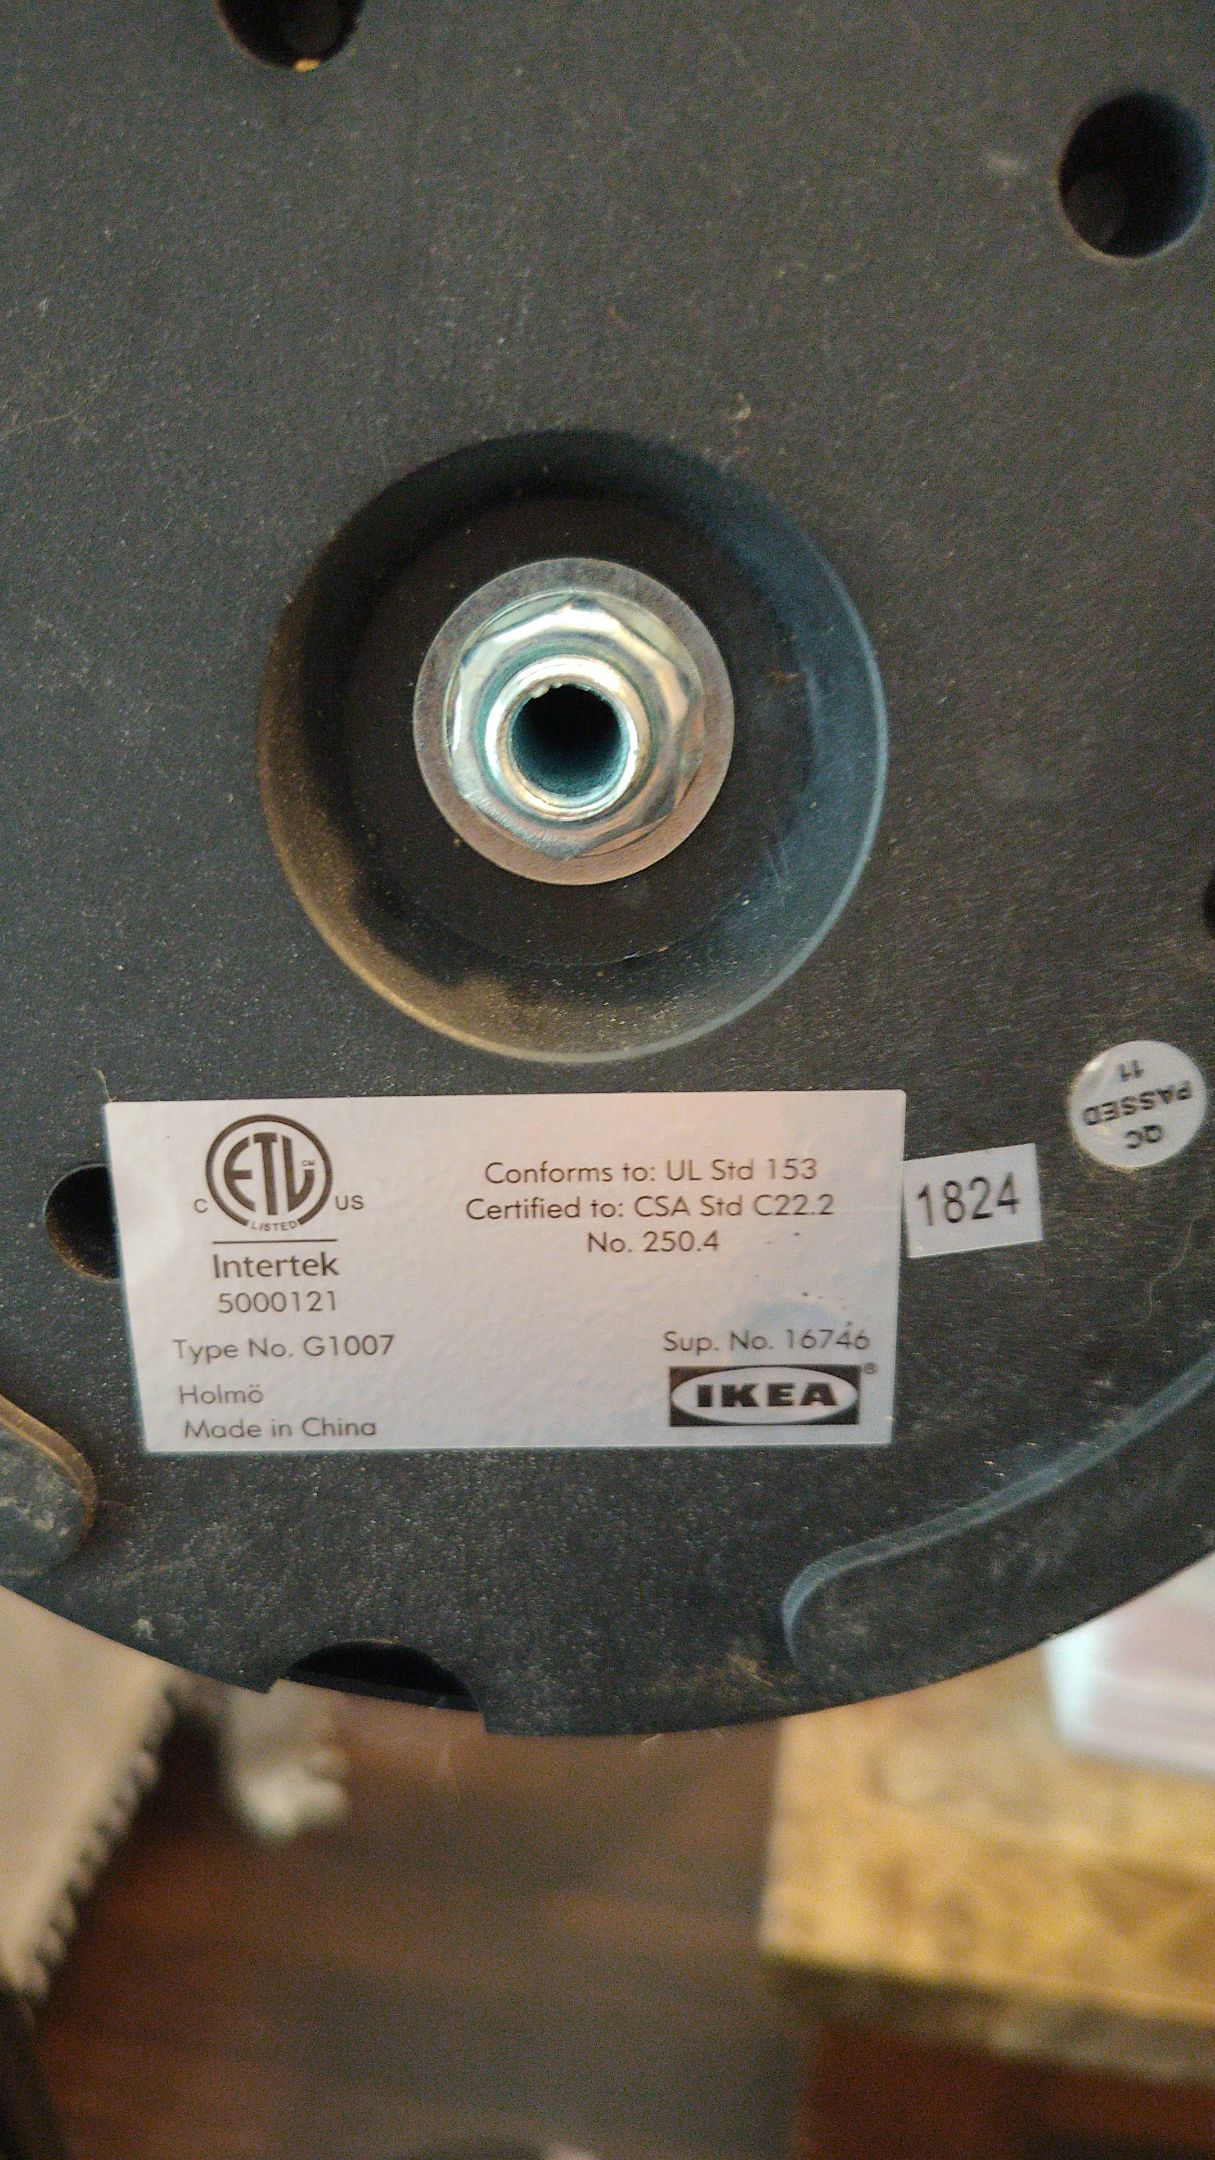 ETL CM
C US
LISTED
Intertek
5000121
Type No. G1007
Holmö
Made in China
Conforms to: UL Std 153
Certified to: CSA Std C22.2
No. 250.4
Sup. No. 16746
IKEA ®
1824
QC
PASSED
11